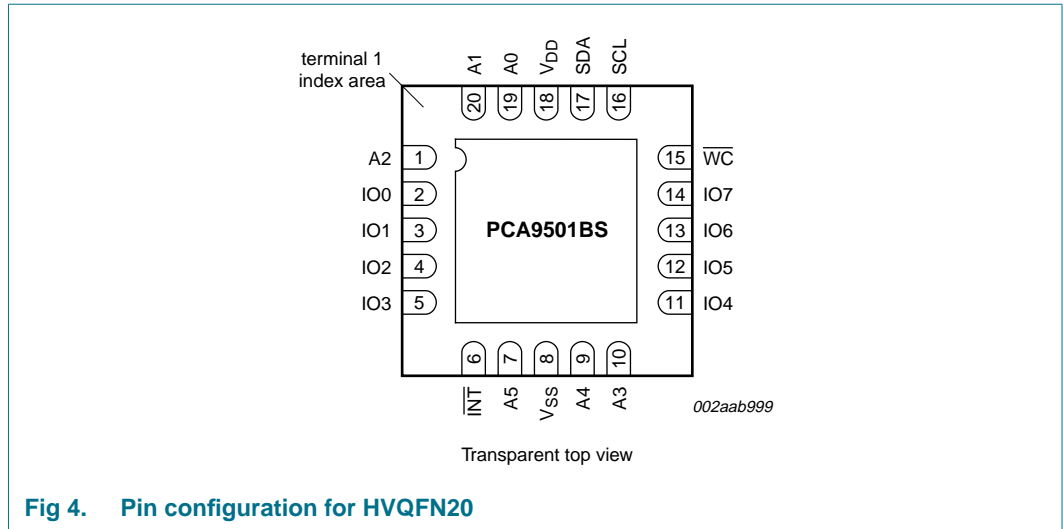 terminal 1
index area
A1
A0
VDD
SDA
SCL
20
19
18
17
16
A2 1
15 WC
IO0 2
14 IO7
IO1 3
PCA9501BS
13 IO6
IO2 4
12 IO5
IO3 5
11 IO4
6
7
8
9
10
INT
A5
VSS
A4
A3
002aab999
Transparent top view
Fig 4. Pin configuration for HVQFN20